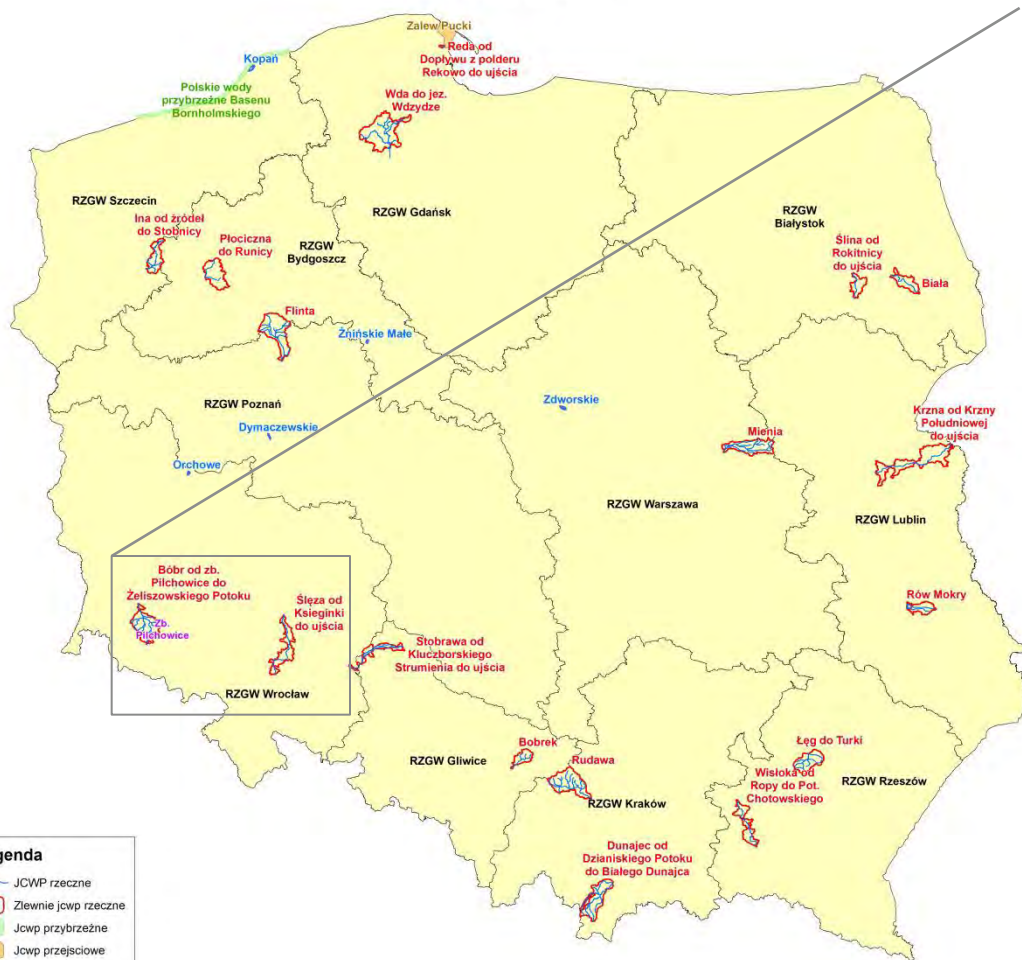 Zalew Pucki
Reda od
Dopływu z polderu
Rekowo do ujścia
Kopań
Polskie wody
przybrzeżne Basenu
Bornholmskiego
Wda do jez.
Wdzydze
RZGW Szczecin
RZGW Gdańsk
RZGW
Białystok
Ina od źródeł
do Stobnicy
Płociczna
do Runicy
RZGW
Bydgoszcz
Ślina od
Rokitnicy
do ujścia
Biała
Flinta
Żnińskie Małe
RZGW Poznań
Zdworskie
Dymaczewskie
Mienia
Krzna od Krzny
Południowej
do ujścia
Orchowe
RZGW Warszawa
RZGW Lublin
Bóbr od zb.
Pilchowice do
Żeliszowskiego Potoku
Zb.
Pilchowice
Ślęza od
Ksieginki
do ujścia
Rów Mokry
Stobrawa od
Kluczborskiego
Strumienia do ujścia
RZGW Wrocław
Bobrek
RZGW Gliwice
Rudawa
RZGW Kraków
Łęg do Turki
Wisłoka od
Ropy do Pot.
Chotowskiego
RZGW Rzeszów
Dunajec od
Dzianiskiego Potoku
do Białego Dunajca
genda
JCWP rzeczne
Zlewnie jcwp rzeczne
Jcwp przybrzeżne
Jcwp przejsciowe